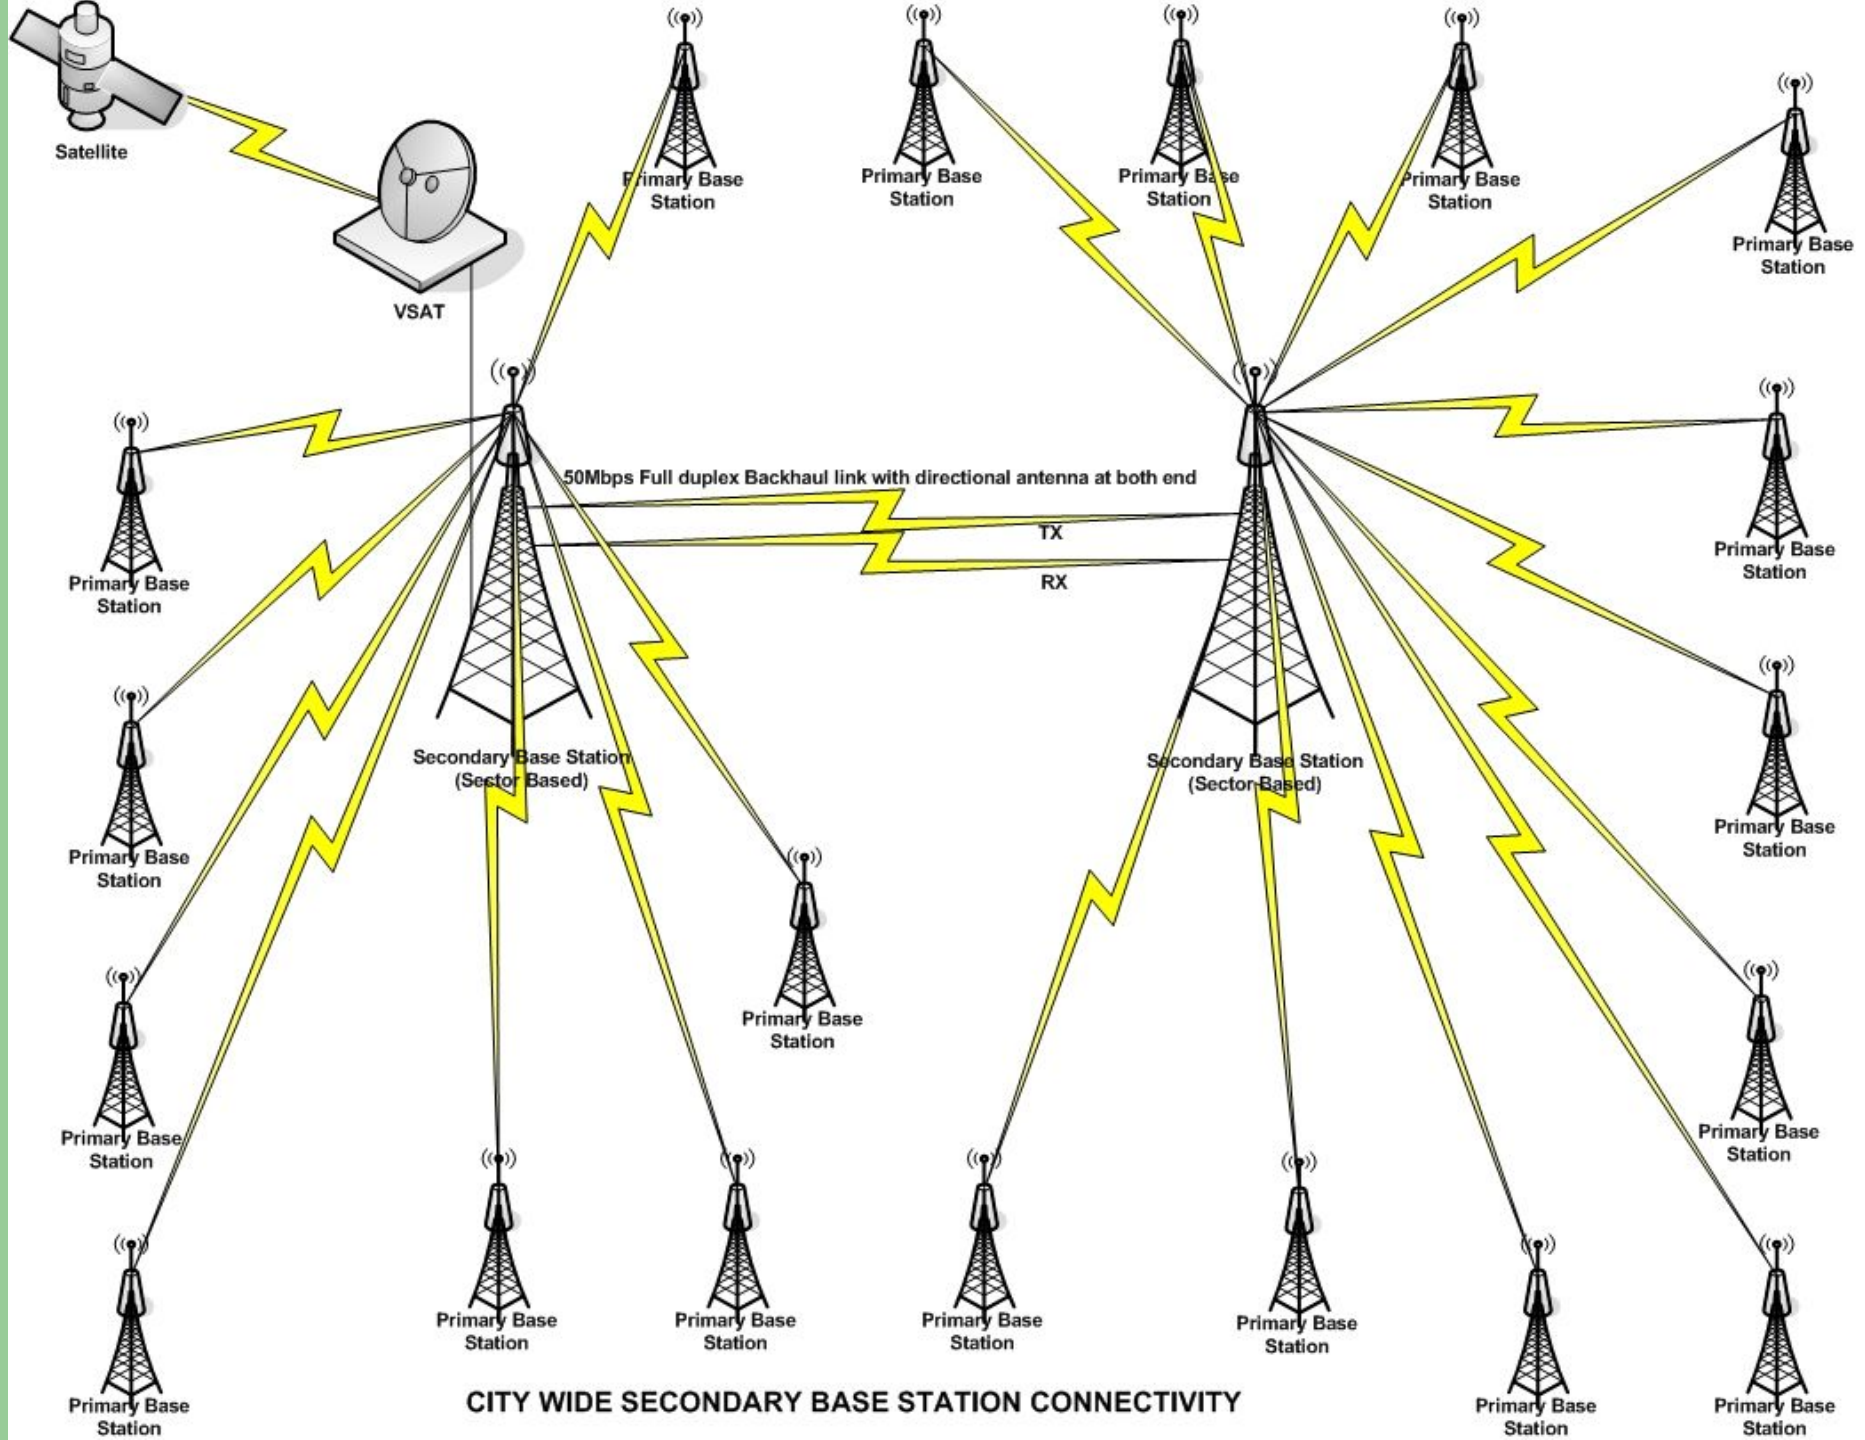 Satellite
VSAT
Primary Base
Station
Primary Base
Station
Primary Base
Station
Primary Base
Station
Primary Base
Station
50Mbps Full duplex Backhaul link with directional antenna at both end
TX
RX
Primary Base
Station
Primary Base
Station
Secondary Base Station
(Sector Based)
Secondary Base Station
(Sector Based)
Primary Base
Station
Primary Base
Station
Primary Base
Station
Primary Base
Station
Primary Base
Station
Primary Base
Station
Primary Base
Station
Primary Base
Station
Primary Base
Station
Primary Base
Station
Primary Base
Station
Primary Base
Station
Primary Base
Station
CITY WIDE SECONDARY BASE STATION CONNECTIVITY